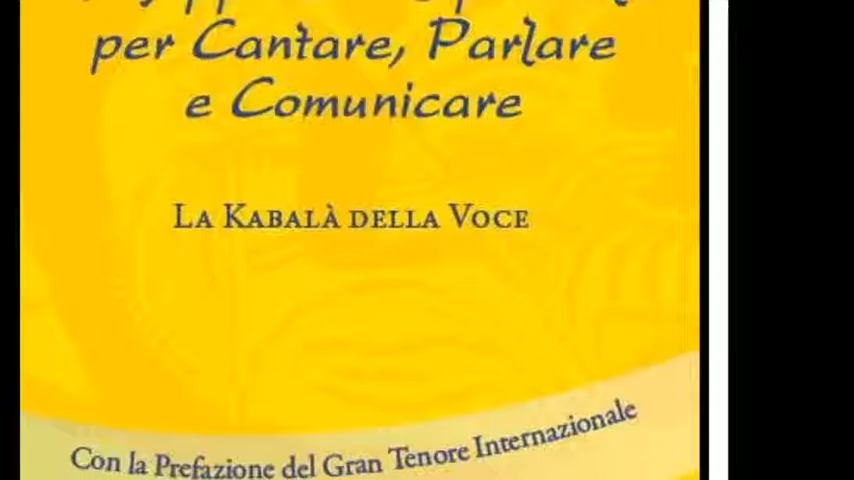 per Cantare, Parlare
e Comunicare
La Kabalà della Voce
Con la Prefazione del Gran Tenore Internazionale